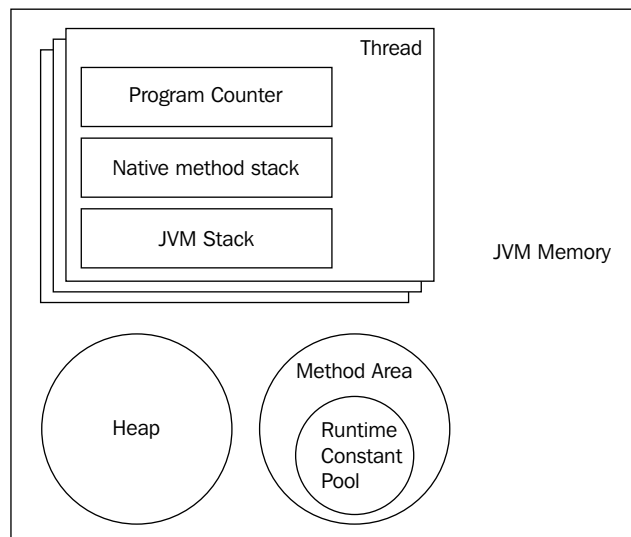 Thread
Program Counter
Native method stack
JVM Stack
JVM Memory
Heap
Method Area
Runtime
Constant
Pool